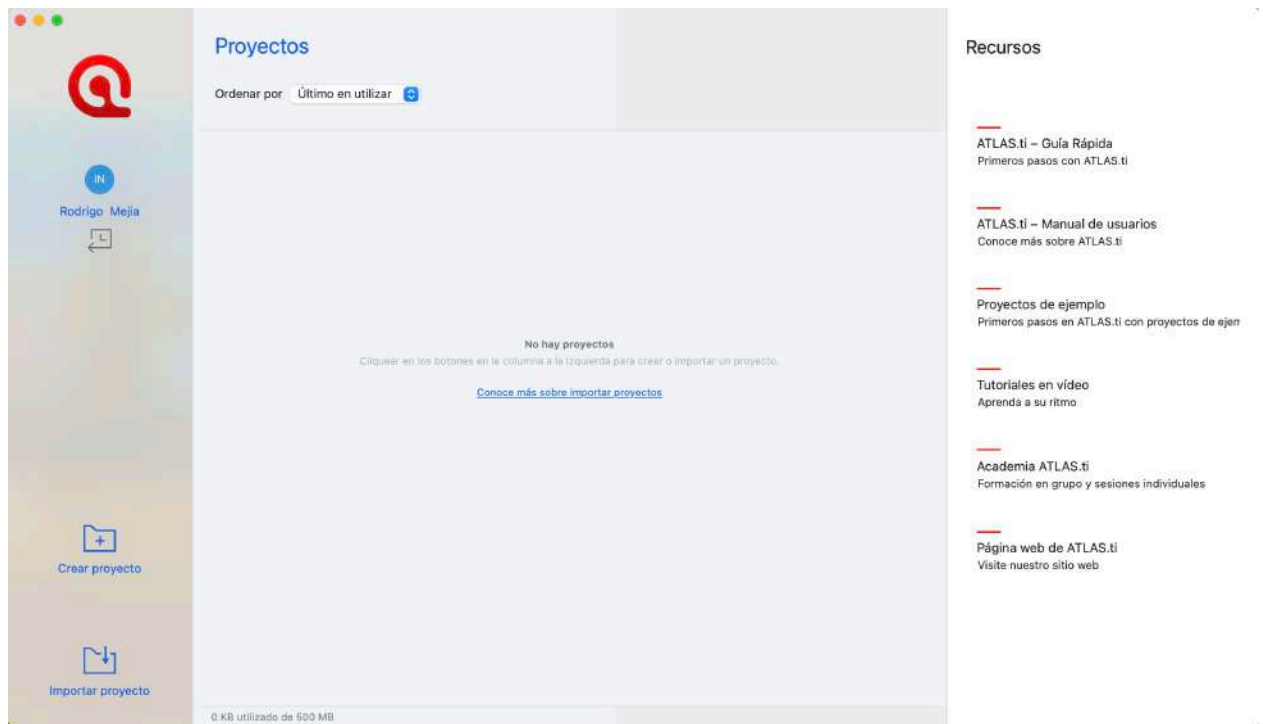 IN
Rodrigo Mejia
Crear proyecto
Importar proyecto
Proyectos
Ordenar por Último en utilizar
No hay proyectos
Cliquear en los botones en la columna a la izquierda para crear o importar un proyecto.
Conoce más sobre importar proyectos
0 KB utilizado de 500 MB
Recursos
ATLAS.ti – Guía Rápida
Primeros pasos con ATLAS.ti
ATLAS.ti – Manual de usuarios
Conoce más sobre ATLAS.ti
Proyectos de ejemplo
Primeros pasos en ATLAS.ti con proyectos de ejem
Tutoriales en vídeo
Aprenda a su ritmo
Academia ATLAS.ti
Formación en grupo y sesiones individuales
Página web de ATLAS.ti
Visite nuestro sitio web